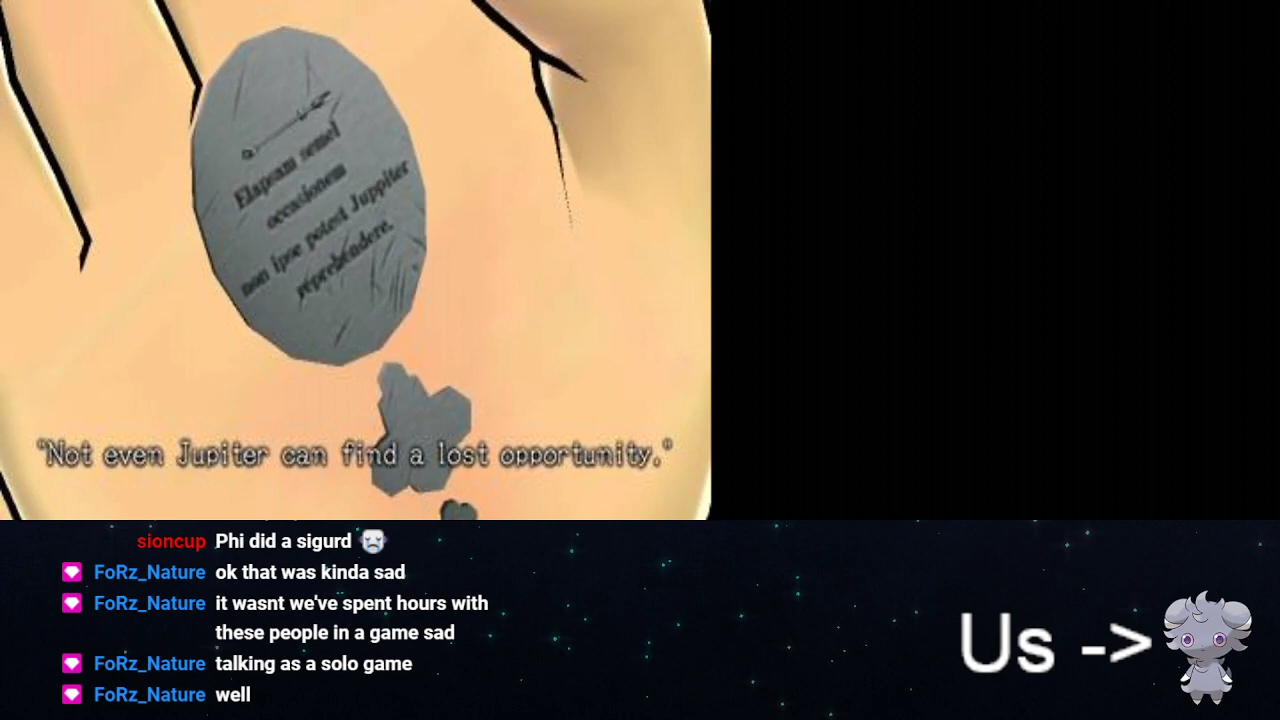 Elapsam semel
occasionem
non ipse potest Juppiter
reprehendere.
"Not even Jupiter can find a lost opportunity."
sioncup Phi did a sigurd
FoRz_Nature ok that was kinda sad
FoRz_Nature it wasnt we've spent hours with
these people in a game sad
FoRz_Nature talking as a solo game
FoRz_Nature well
Us ->